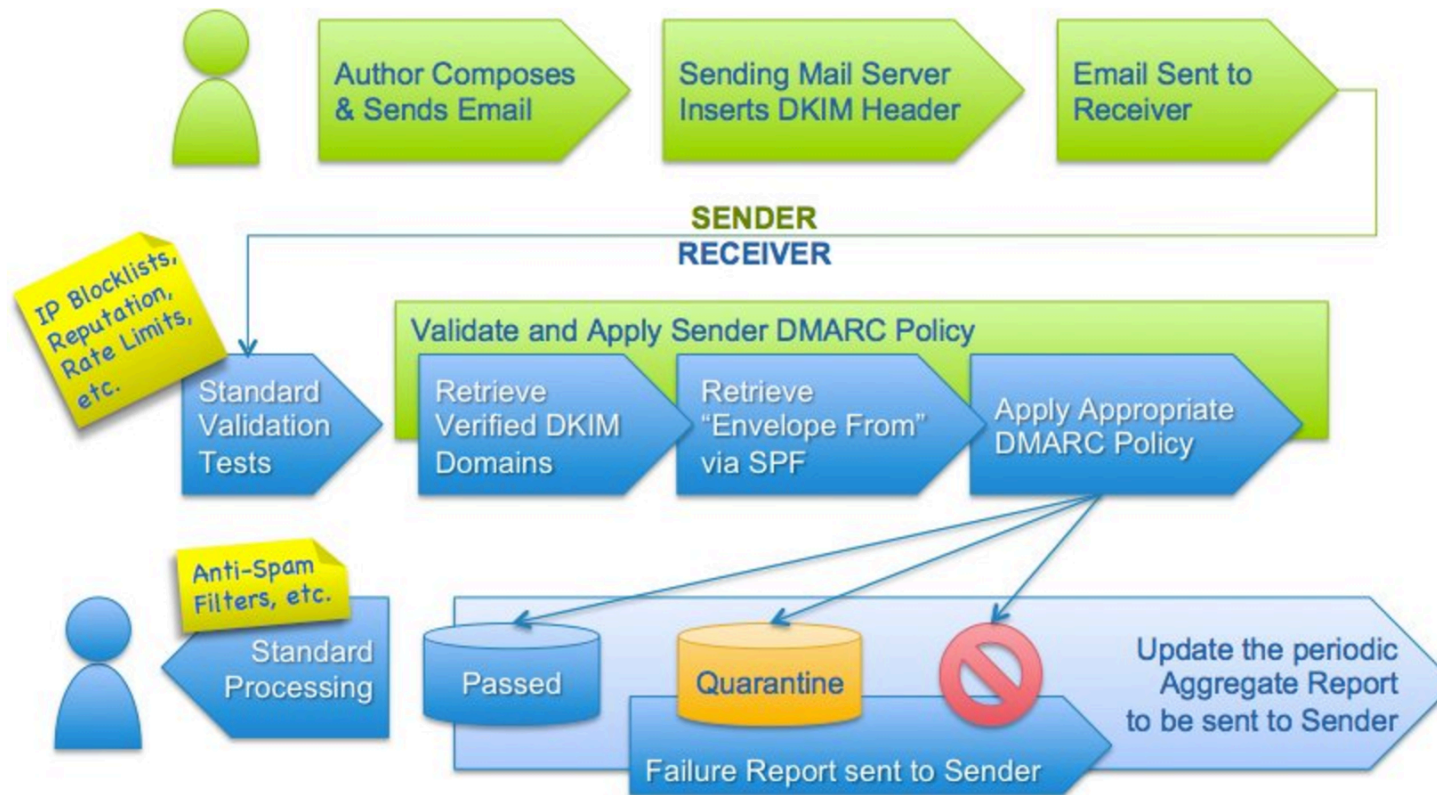 Author Composes
& Sends Email
Sending Mail Server
Inserts DKIM Header
Email Sent to
Receiver
SENDER
RECEIVER
IP Blocklists,
Reputation,
Rate Limits,
etc.
Validate and Apply Sender DMARC Policy
Standard
Validation
Tests
Retrieve
Verified DKIM
Domains
Retrieve
“Envelope From”
via SPF
Apply Appropriate
DMARC Policy
Anti-Spam
Filters, etc.
Standard
Processing
Passed
Quarantine
Update the periodic
Aggregate Report
to be sent to Sender
Failure Report sent to Sender